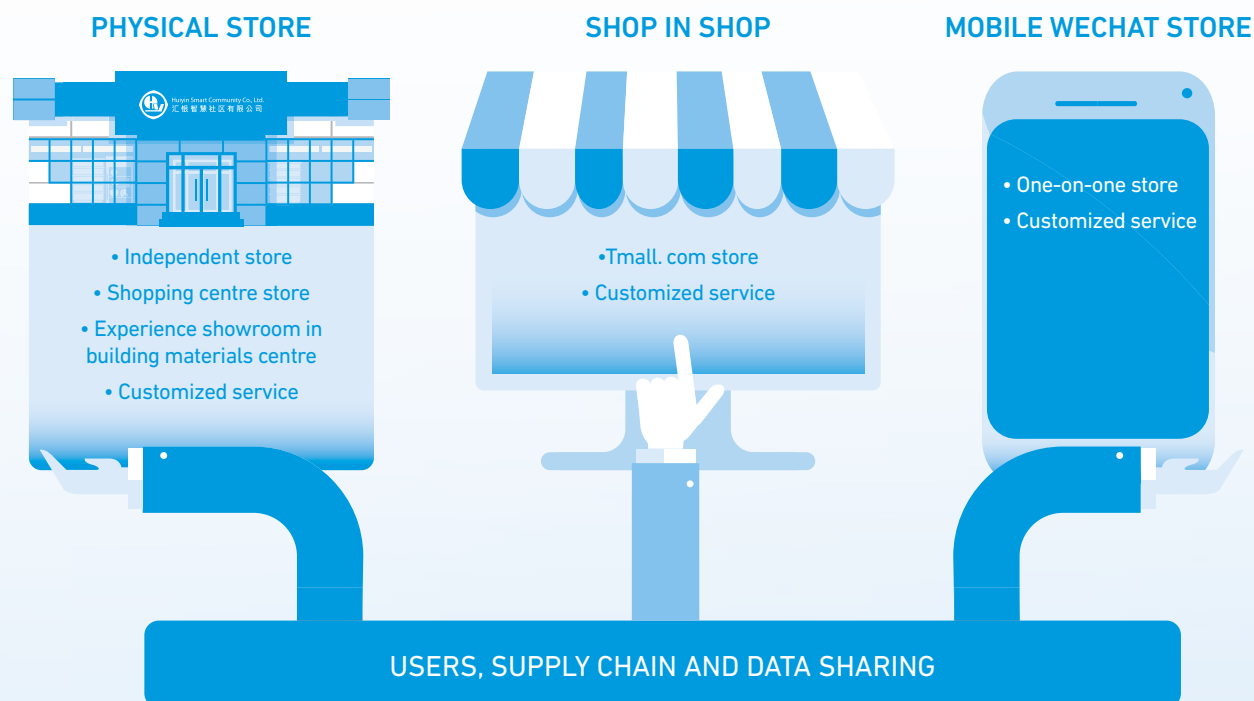 PHYSICAL STORE
SHOP IN SHOP
MOBILE WECHAT STORE
Huiyin Smart Community Co., Ltd.
汇银智慧社区有限公司
• Independent store
• Shopping centre store
• Experience showroom in
building materials centre
• Customized service
•Tmall. com store
• Customized service
• One-on-one store
• Customized service
USERS, SUPPLY CHAIN AND DATA SHARING